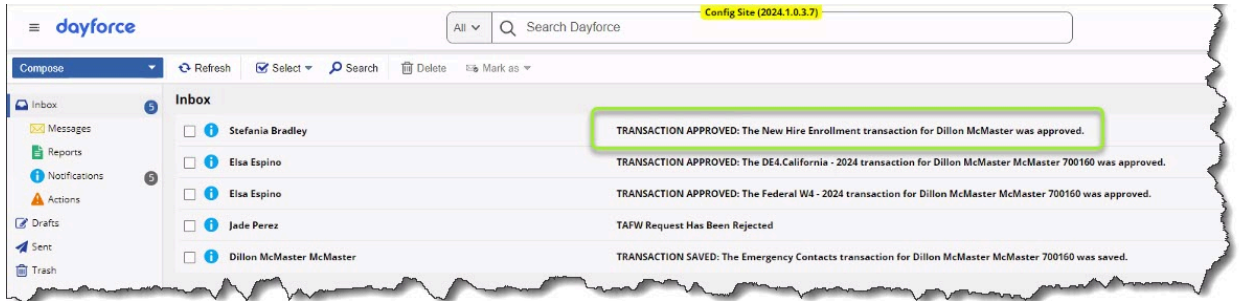 Config Site (2024.1.0.3.7)
dayforce
All Search Dayforce
Compose Refresh Select Search Delete Mark as
Inbox 5
Messages
Reports
Notifications 5
Actions
Drafts
Sent
Trash
Inbox
Stefania Bradley TRANSACTION APPROVED: The New Hire Enrollment transaction for Dillon McMaster was approved.
Elsa Espino TRANSACTION APPROVED: The DE4.California - 2024 transaction for Dillon McMaster McMaster 700160 was approved.
Elsa Espino TRANSACTION APPROVED: The Federal W4 - 2024 transaction for Dillon McMaster McMaster 700160 was approved.
Jade Perez TAFW Request Has Been Rejected
Dillon McMaster McMaster TRANSACTION SAVED: The Emergency Contacts transaction for Dillon McMaster McMaster 700160 was saved.